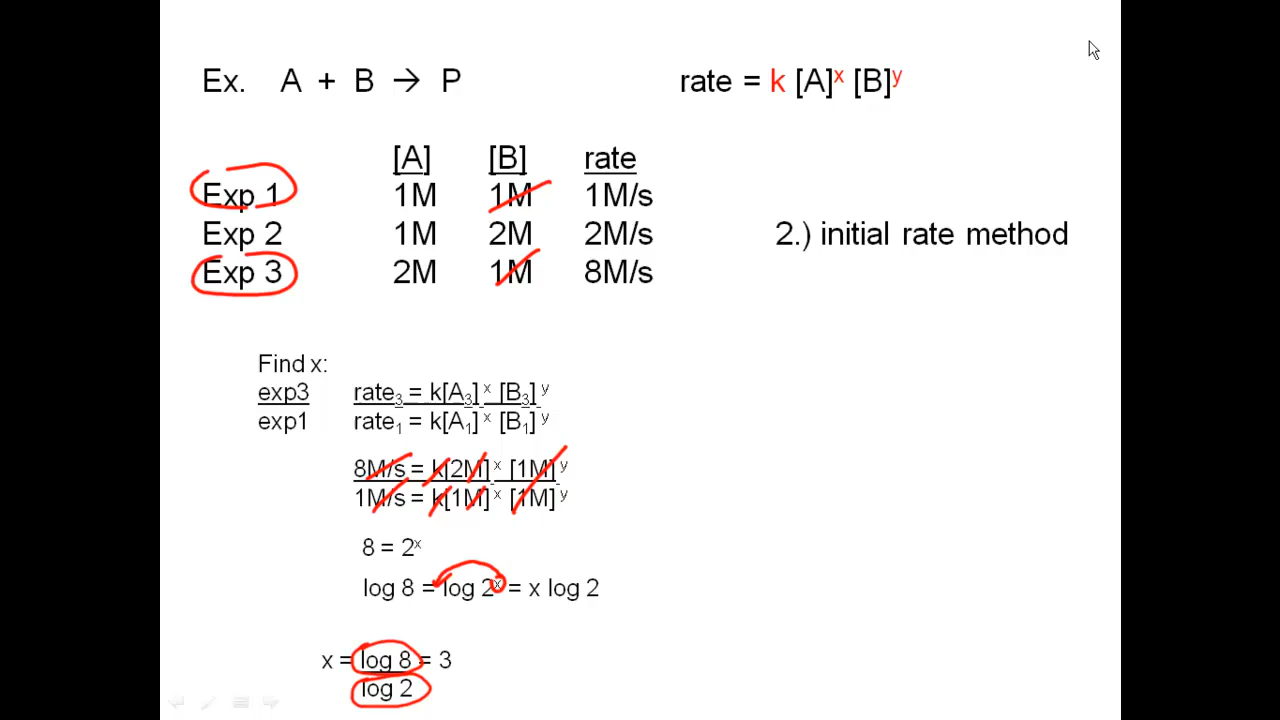 Ex. A + B → P rate = k [A]ˣ [B]ʸ
[A] [B] rate
Exp 1 1M 1M 1M/s
Exp 2 1M 2M 2M/s 2.) initial rate method
Exp 3 2M 1M 8M/s
Find x:
exp3 rate₃ = k[A₃]ˣ [B₃]ʸ
exp1 rate₁ = k[A₁]ˣ [B₁]ʸ
8M/s = k[2M]ˣ [1M]ʸ
1M/s = k[1M]ˣ [1M]ʸ
8 = 2ˣ
log 8 = log 2ˣ = x log 2
x = log 8 = 3
log 2